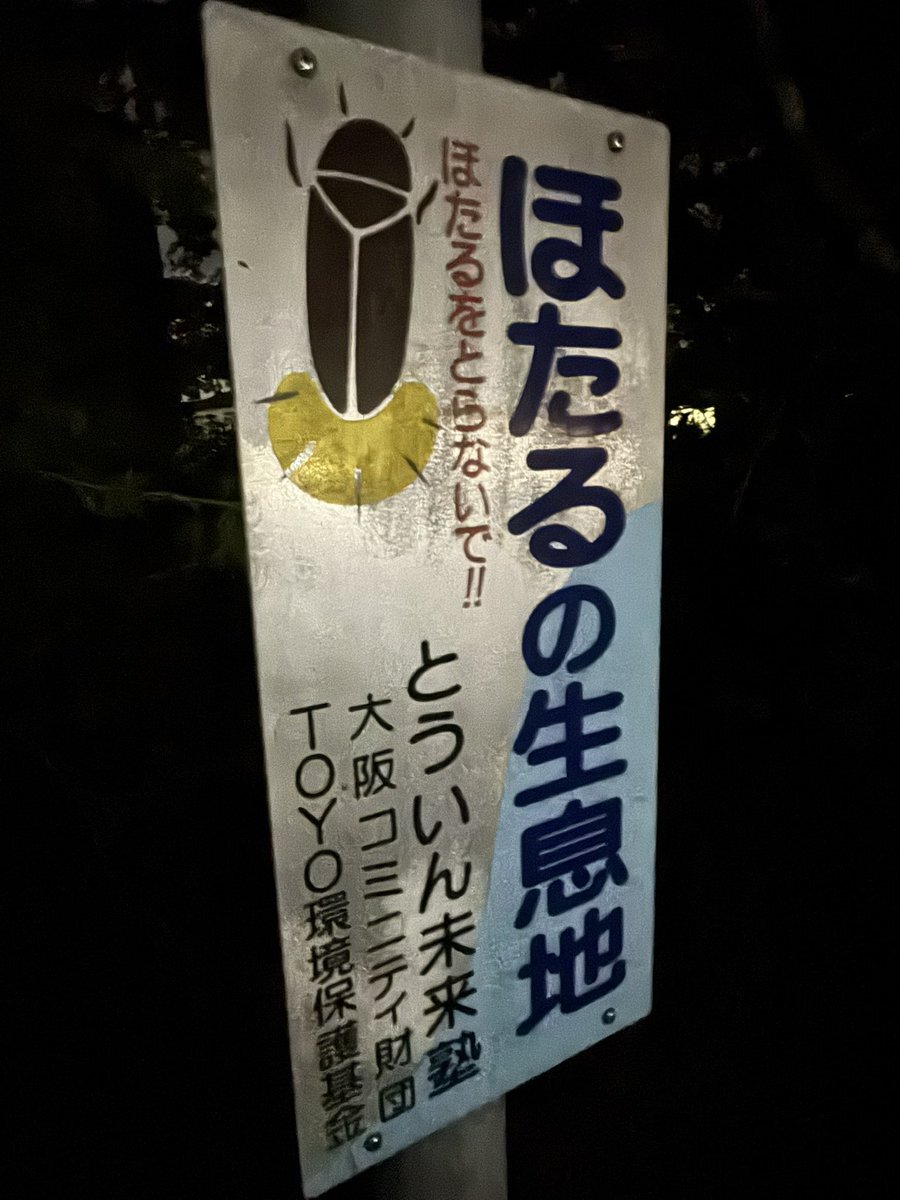 ほたるの生息地
ほたるをとらないで!!
とういん未来塾
大阪コミニティ財団
TOYO環境保護基金